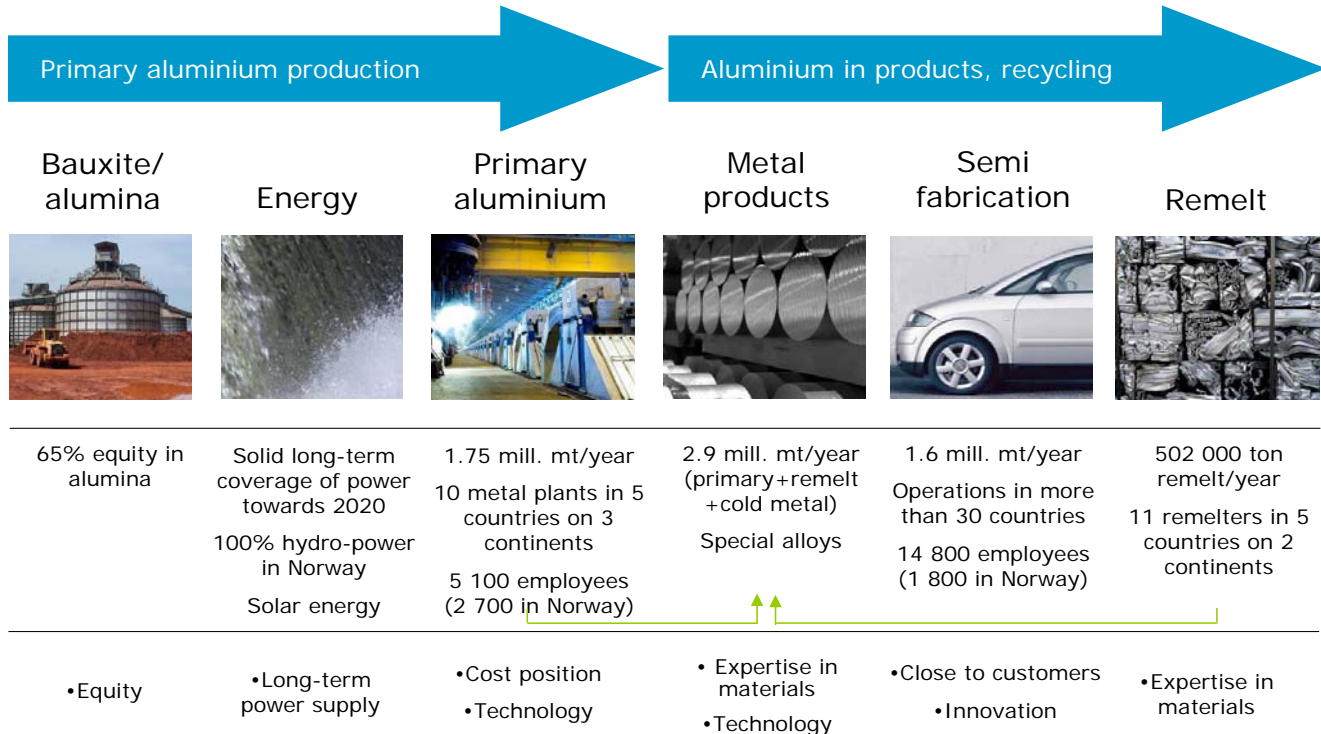 Primary aluminium production
Aluminium in products, recycling
Bauxite/
alumina
Energy
Primary
aluminium
Metal
products
Semi
fabrication
Remelt
65% equity in
alumina
Solid long-term
coverage of power
towards 2020
100% hydro-power
in Norway
Solar energy
1.75 mill. mt/year
10 metal plants in 5
countries on 3
continents
5 100 employees
(2 700 in Norway)
2.9 mill. mt/year
(primary+remelt
+cold metal)
Special alloys
1.6 mill. mt/year
Operations in more
than 30 countries
14 800 employees
(1 800 in Norway)
502 000 ton
remelt/year
11 remelters in 5
countries on 2
continents
•Equity
•Long-term
power supply
•Cost position
•Technology
• Expertise in
materials
•Technology
•Close to customers
•Innovation
•Expertise in
materials